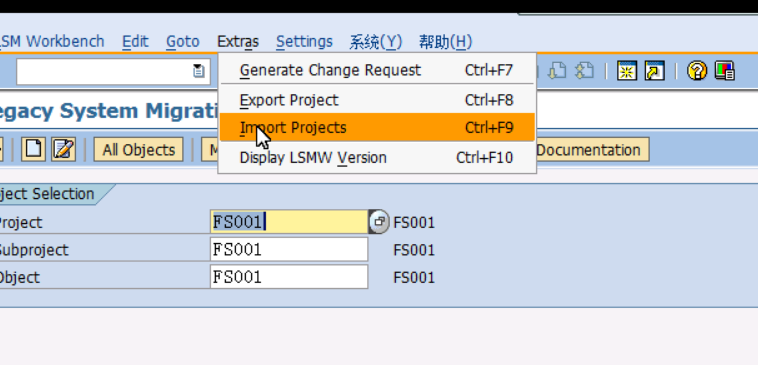 LSM Workbench Edit Goto Extras Settings 系统(Y) 帮助(H)
Generate Change Request Ctrl+F7
Export Project Ctrl+F8
egacy System Migrati
Import Projects Ctrl+F9
All Objects M Documentation
Display LSMW Version Ctrl+F10
ject Selection
Project FS001 FS001
Subproject FS001 FS001
Object FS001 FS001